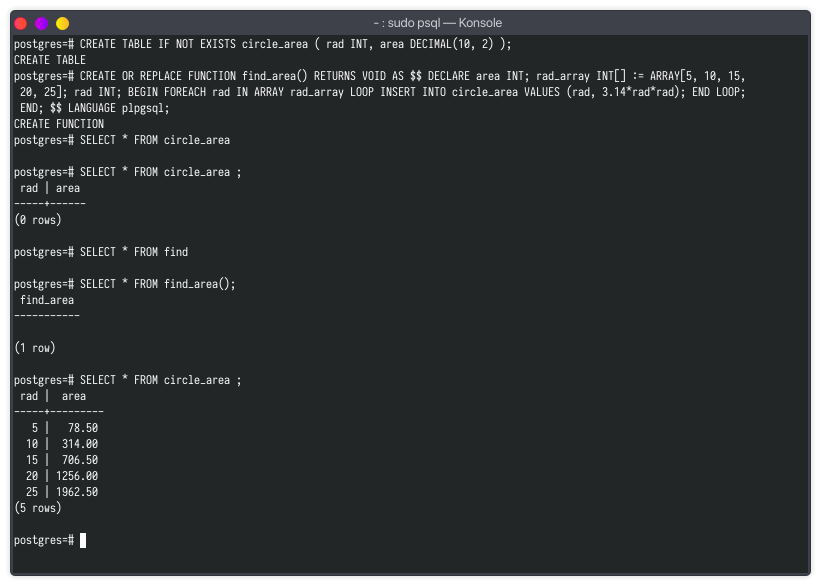 - : sudo psql — Konsole
postgres=# CREATE TABLE IF NOT EXISTS circle_area ( rad INT, area DECIMAL(10, 2) );
CREATE TABLE
postgres=# CREATE OR REPLACE FUNCTION find_area() RETURNS VOID AS $$ DECLARE area INT; rad_array INT[] := ARRAY[5, 10, 15,
 20, 25]; rad INT; BEGIN FOREACH rad IN ARRAY rad_array LOOP INSERT INTO circle_area VALUES (rad, 3.14*rad*rad); END LOOP;
 END; $$ LANGUAGE plpgsql;
CREATE FUNCTION
postgres=# SELECT * FROM circle_area
postgres=# SELECT * FROM circle_area ;
 rad | area
-----+------
(0 rows)
postgres=# SELECT * FROM find
postgres=# SELECT * FROM find_area();
 find_area
-----------
(1 row)
postgres=# SELECT * FROM circle_area ;
 rad |  area
-----+---------
   5 |   78.50
  10 |  314.00
  15 |  706.50
  20 | 1256.00
  25 | 1962.50
(5 rows)
postgres=#